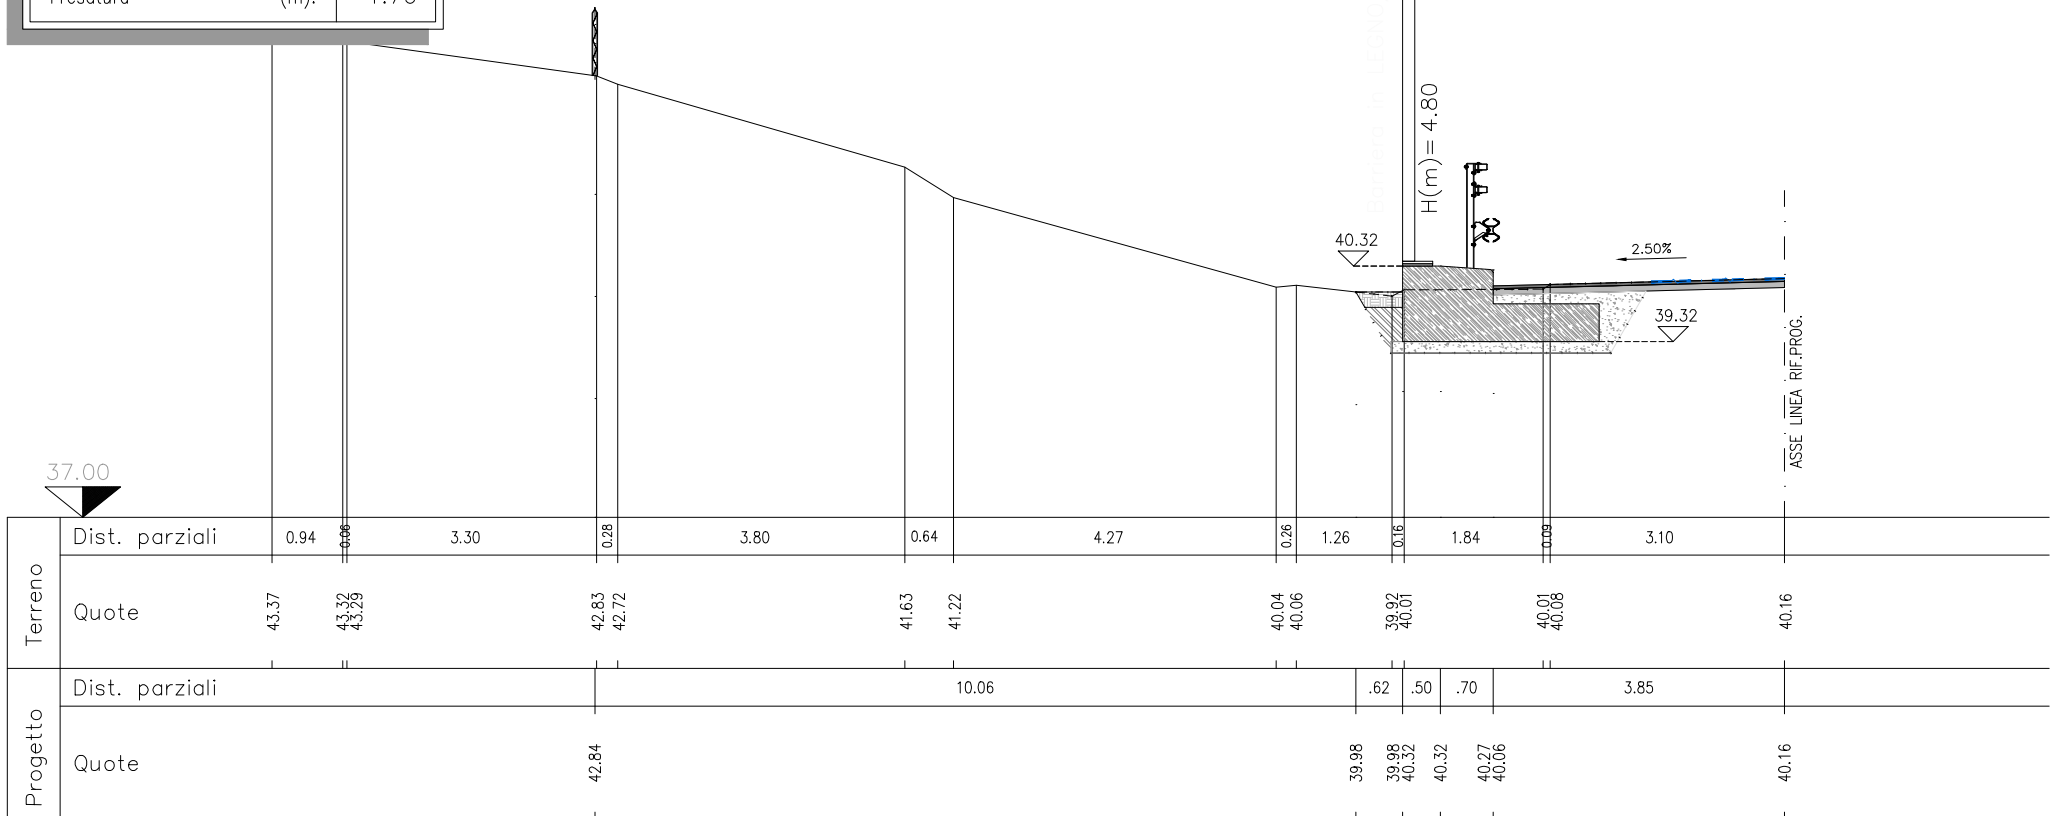 (m).
Barriera in LEGNO
H(m)= 4.80
40.32
2.50%
39.32
ASSE LINEA RIF.PROG.
37.00
Terreno
Dist. parziali 0.94 0.06 3.30 0.28 3.80 0.64 4.27 0.26 1.26 0.16 1.84 0.09 3.10
Quote 43.37 43.32 43.29 42.83 42.72 41.63 41.22 40.04 40.06 39.92 40.01 40.01 40.08 40.16
Progetto
Dist. parziali 10.06 .62 .50 .70 3.85
Quote 42.84 39.98 39.98 40.32 40.32 40.27 40.06 40.16